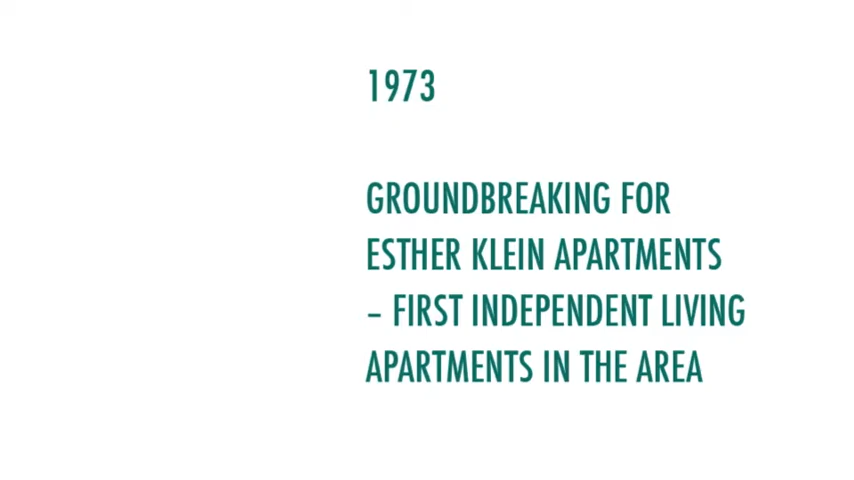 1973
GROUNDBREAKING FOR
ESTHER KLEIN APARTMENTS
– FIRST INDEPENDENT LIVING
APARTMENTS IN THE AREA